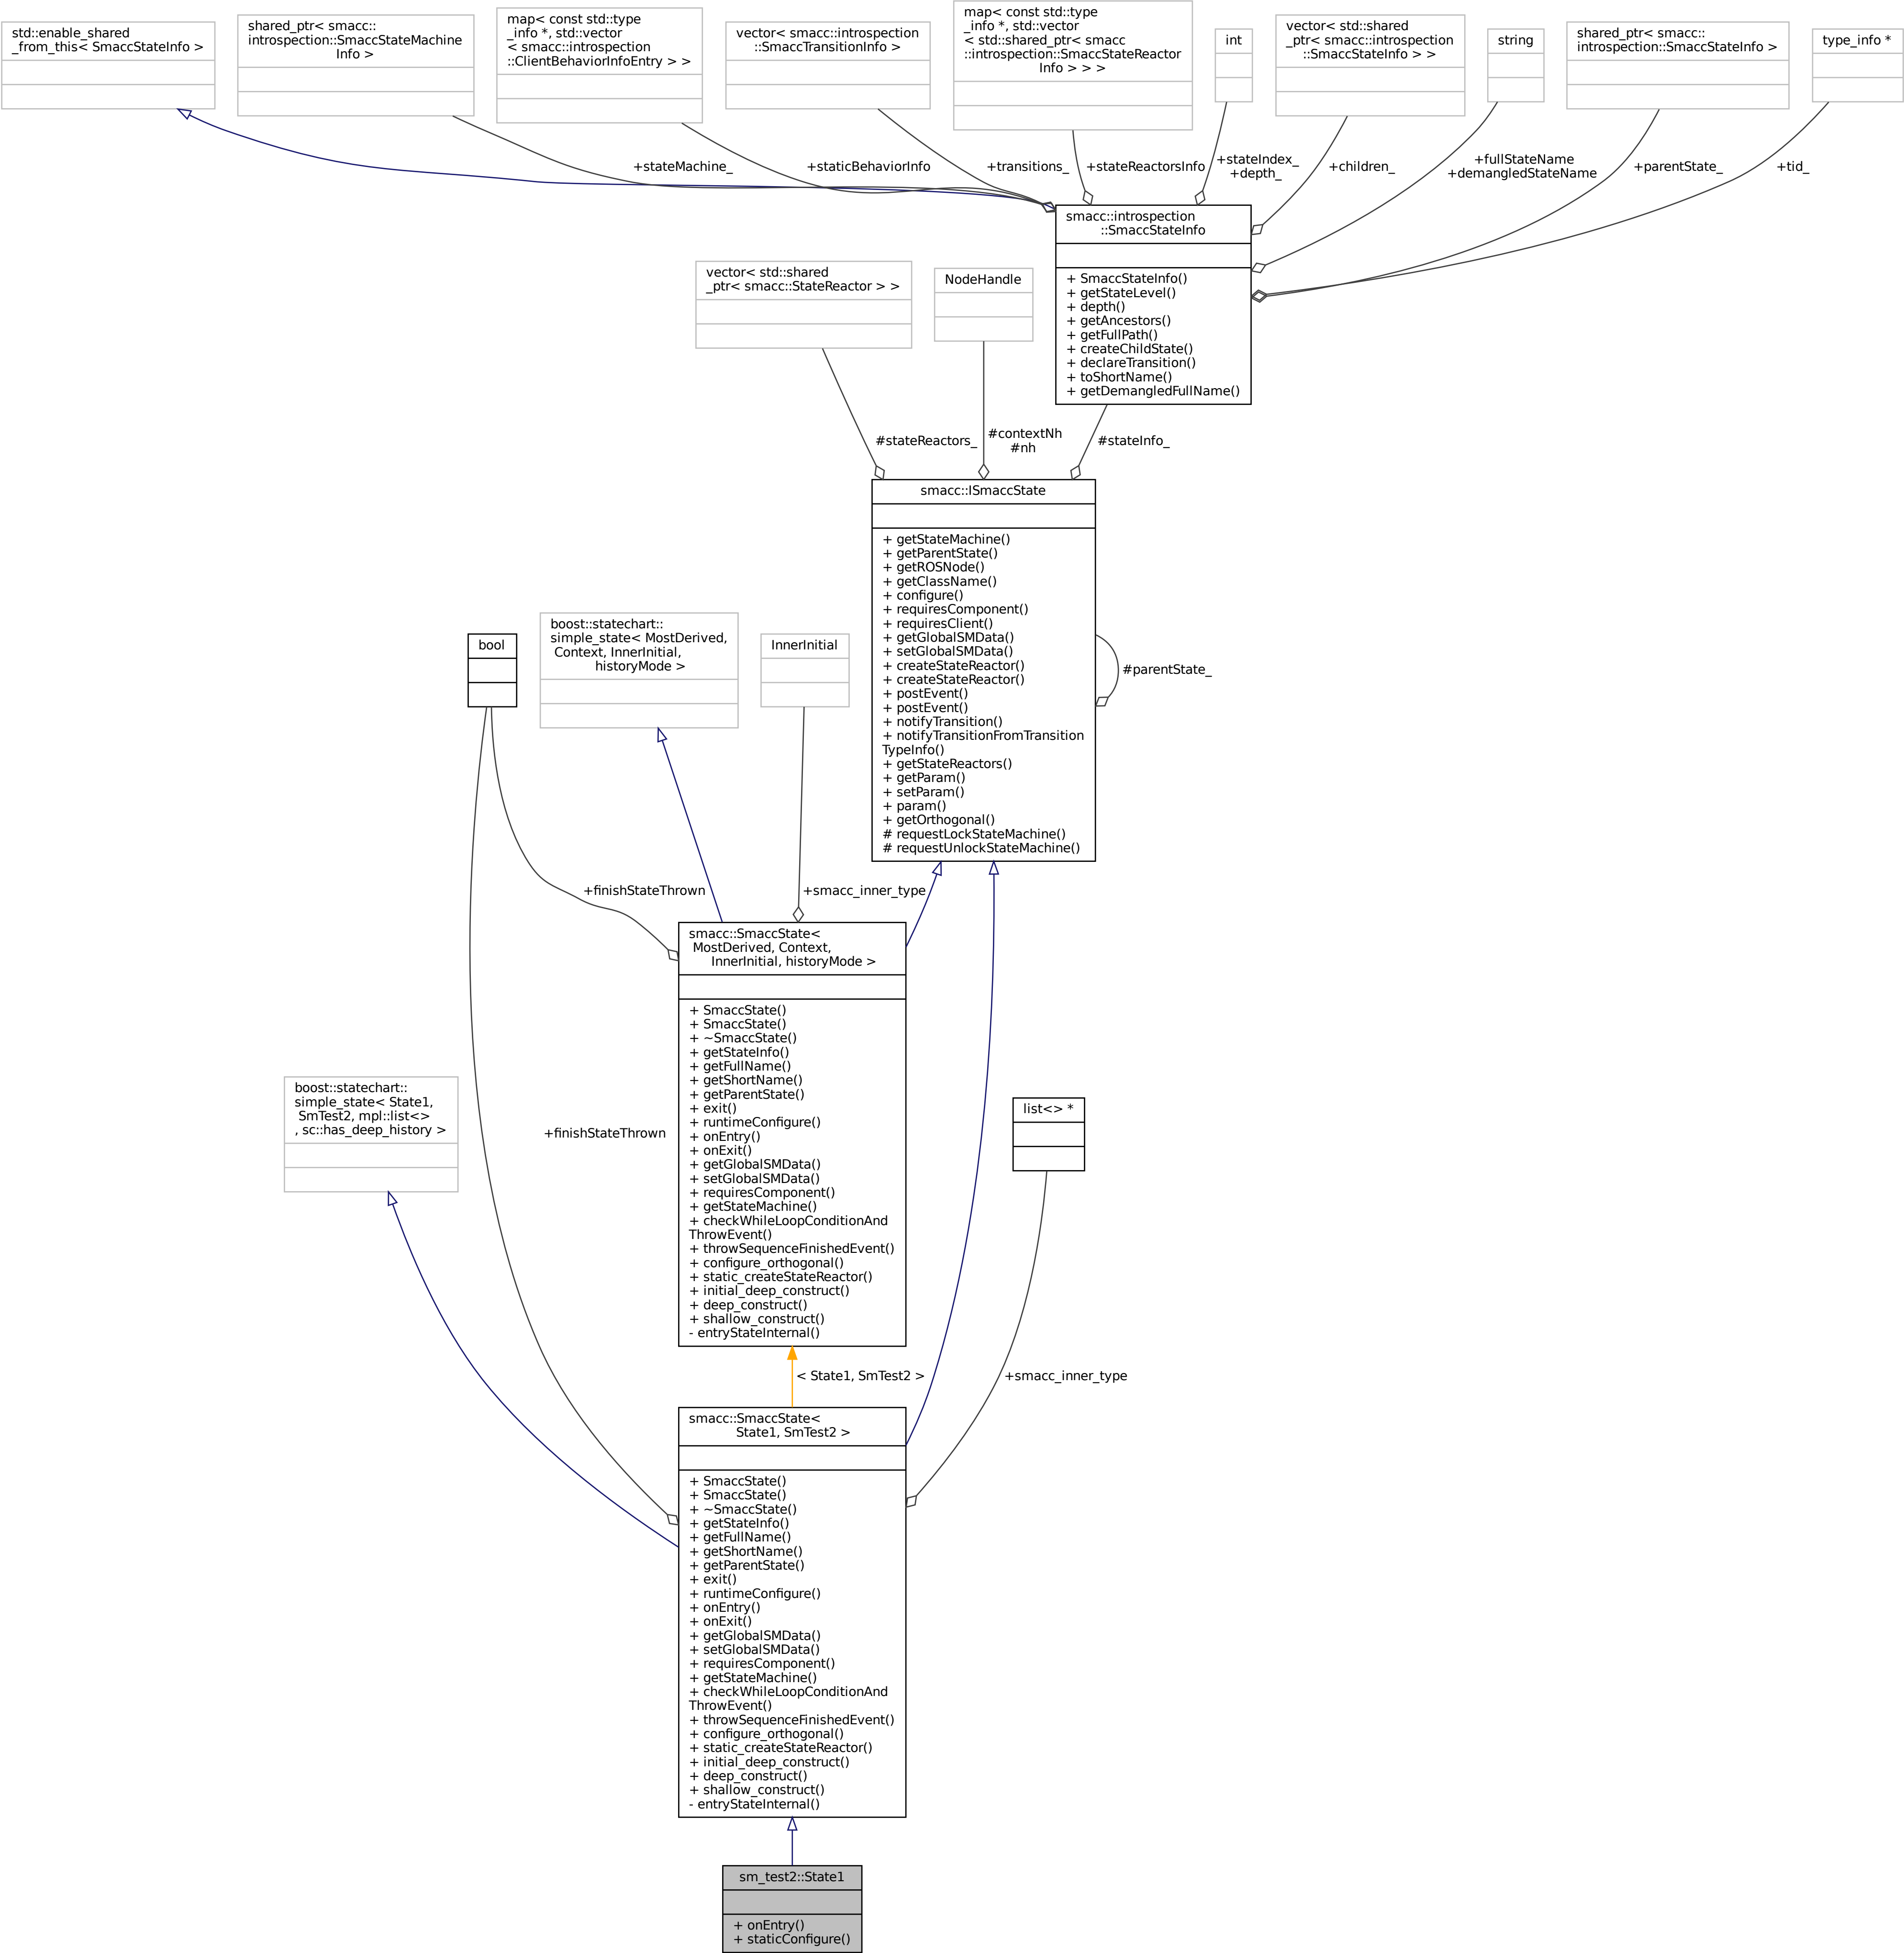 std::enable_shared
_from_this< SmaccStateInfo >
shared_ptr< smacc::
introspection::SmaccStateMachine
Info >
map< const std::type
_info *, std::vector
< smacc::introspection
::ClientBehaviorInfoEntry > >
vector< smacc::introspection
::SmaccTransitionInfo >
map< const std::type
_info *, std::vector
< std::shared_ptr< smacc
::introspection::SmaccStateReactor
Info > > >
int
vector< std::shared
_ptr< smacc::introspection
::SmaccStateInfo > >
string
shared_ptr< smacc::
introspection::SmaccStateInfo >
type_info *
+stateMachine_
+staticBehaviorInfo
+transitions_
+stateReactorsInfo
+stateIndex_
+depth_
+children_
+fullStateName
+demangledStateName
+parentState_
+tid_
smacc::introspection
::SmaccStateInfo
+ SmaccStateInfo()
+ getStateLevel()
+ depth()
+ getAncestors()
+ getFullPath()
+ createChildState()
+ declareTransition()
+ toShortName()
+ getDemangledFullName()
vector< std::shared
_ptr< smacc::StateReactor > >
NodeHandle
#stateReactors_
#contextNh
#nh
#stateInfo_
smacc::ISmaccState
+ getStateMachine()
+ getParentState()
+ getROSNode()
+ getClassName()
+ configure()
+ requiresComponent()
+ requiresClient()
+ getGlobalSMData()
+ setGlobalSMData()
+ createStateReactor()
+ createStateReactor()
+ postEvent()
+ postEvent()
+ notifyTransition()
+ notifyTransitionFromTransition
TypeInfo()
+ getStateReactors()
+ getParam()
+ setParam()
+ param()
+ getOrthogonal()
# requestLockStateMachine()
# requestUnlockStateMachine()
#parentState_
bool
boost::statechart::
simple_state< MostDerived,
Context, InnerInitial,
historyMode >
InnerInitial
+finishStateThrown
+smacc_inner_type
smacc::SmaccState<
MostDerived, Context,
InnerInitial, historyMode >
+ SmaccState()
+ SmaccState()
+ ~SmaccState()
+ getStateInfo()
+ getFullName()
+ getShortName()
+ getParentState()
+ exit()
+ runtimeConfigure()
+ onEntry()
+ onExit()
+ getGlobalSMData()
+ setGlobalSMData()
+ requiresComponent()
+ getStateMachine()
+ checkWhileLoopConditionAnd
ThrowEvent()
+ throwSequenceFinishedEvent()
+ configure_orthogonal()
+ static_createStateReactor()
+ initial_deep_construct()
+ deep_construct()
+ shallow_construct()
- entryStateInternal()
boost::statechart::
simple_state< State1,
SmTest2, mpl::list<>
, sc::has_deep_history >
+finishStateThrown
list<> *
< State1, SmTest2 >
+smacc_inner_type
smacc::SmaccState<
State1, SmTest2 >
+ SmaccState()
+ SmaccState()
+ ~SmaccState()
+ getStateInfo()
+ getFullName()
+ getShortName()
+ getParentState()
+ exit()
+ runtimeConfigure()
+ onEntry()
+ onExit()
+ getGlobalSMData()
+ setGlobalSMData()
+ requiresComponent()
+ getStateMachine()
+ checkWhileLoopConditionAnd
ThrowEvent()
+ throwSequenceFinishedEvent()
+ configure_orthogonal()
+ static_createStateReactor()
+ initial_deep_construct()
+ deep_construct()
+ shallow_construct()
- entryStateInternal()
sm_test2::State1
+ onEntry()
+ staticConfigure()